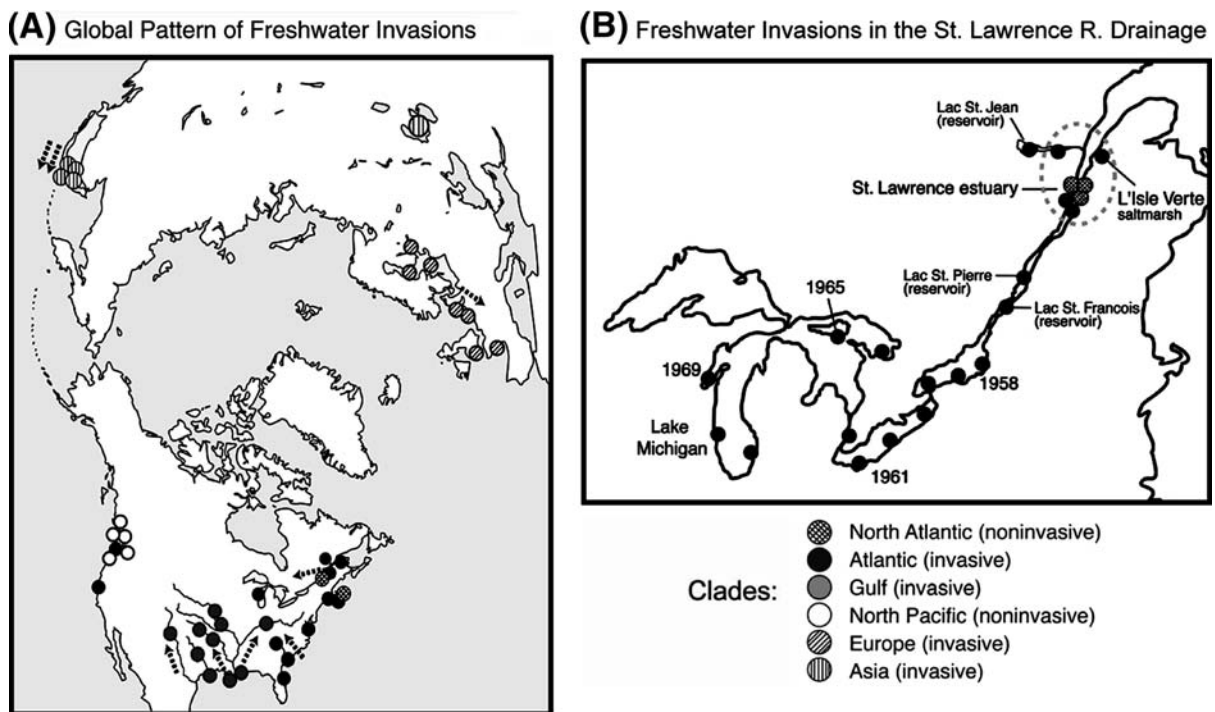 (A) Global Pattern of Freshwater Invasions
(B) Freshwater Invasions in the St. Lawrence R. Drainage
Lac St. Jean
(reservoir)
St. Lawrence estuary
L'Isle Verte
saltmarsh
Lac St. Pierre
(reservoir)
Lac St. Francois
(reservoir)
1965
1969
1958
Lake
Michigan
1961
Clades:
North Atlantic (noninvasive)
Atlantic (invasive)
Gulf (invasive)
North Pacific (noninvasive)
Europe (invasive)
Asia (invasive)